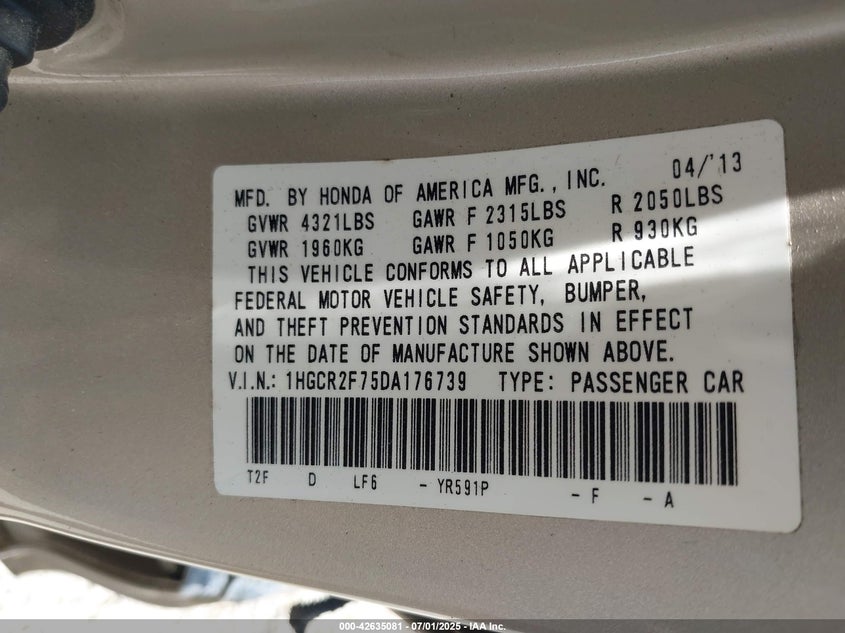 MFD. BY HONDA OF AMERICA MFG., INC. 04/'13
GVWR 4321LBS GAWR F 2315LBS R 2050LBS
GVWR 1960KG GAWR F 1050KG R 930KG
THIS VEHICLE CONFORMS TO ALL APPLICABLE
FEDERAL MOTOR VEHICLE SAFETY, BUMPER,
AND THEFT PREVENTION STANDARDS IN EFFECT
ON THE DATE OF MANUFACTURE SHOWN ABOVE.
V.I.N.: 1HGCR2F75DA176739 TYPE: PASSENGER CAR
T2F D LF6 - YR591P - F - A
000-42635081 - 07/01/2025 - IAA Inc.